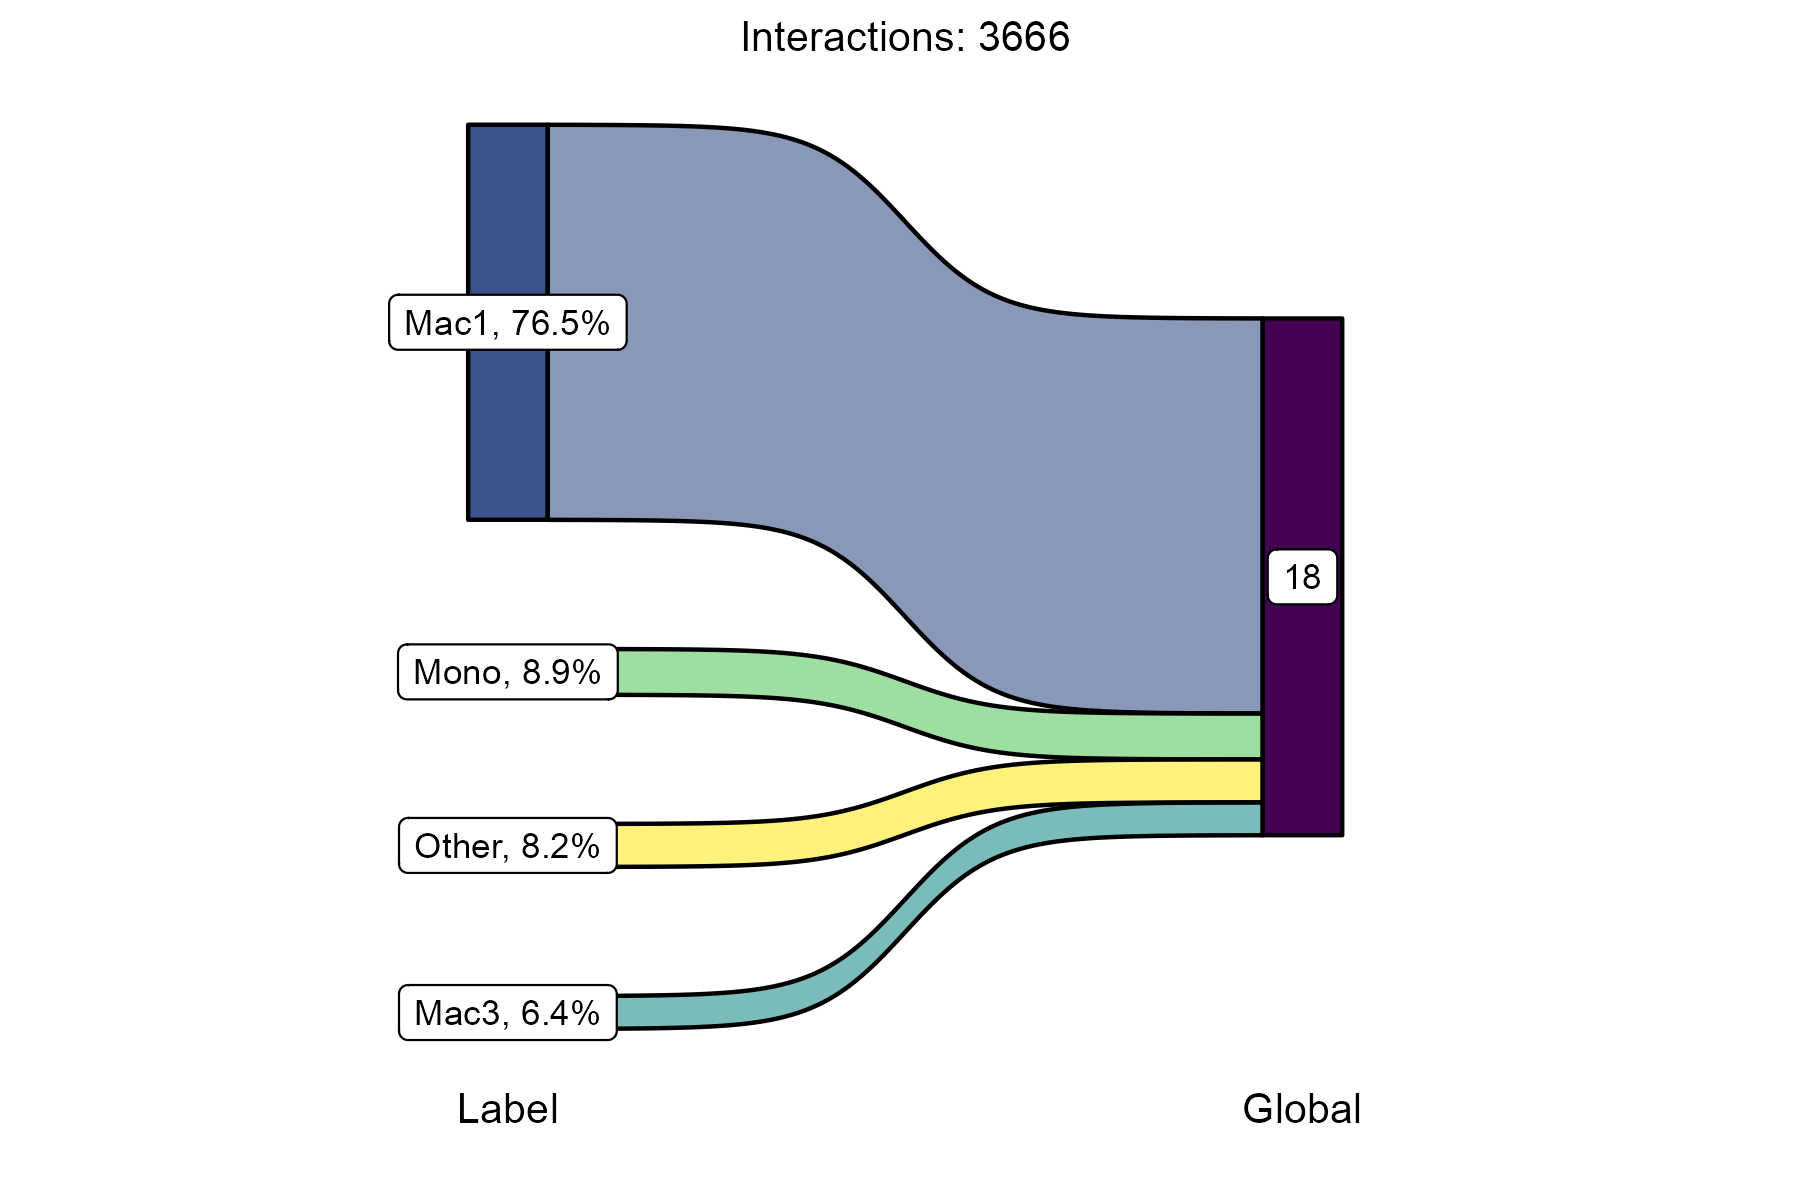 Interactions: 3666
Mac1, 76.5%
18
Mono, 8.9%
Other, 8.2%
Mac3, 6.4%
Label
Global